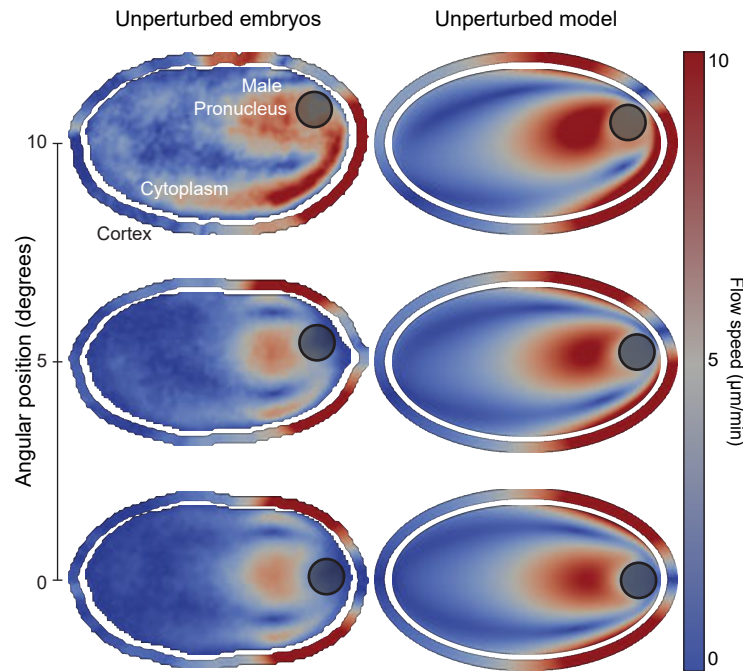 Unperturbed embryos
Unperturbed model
Male
Pronucleus
Cytoplasm
Cortex
Angular position (degrees)
10
5
0
10
5
0
Flow speed (µm/min)